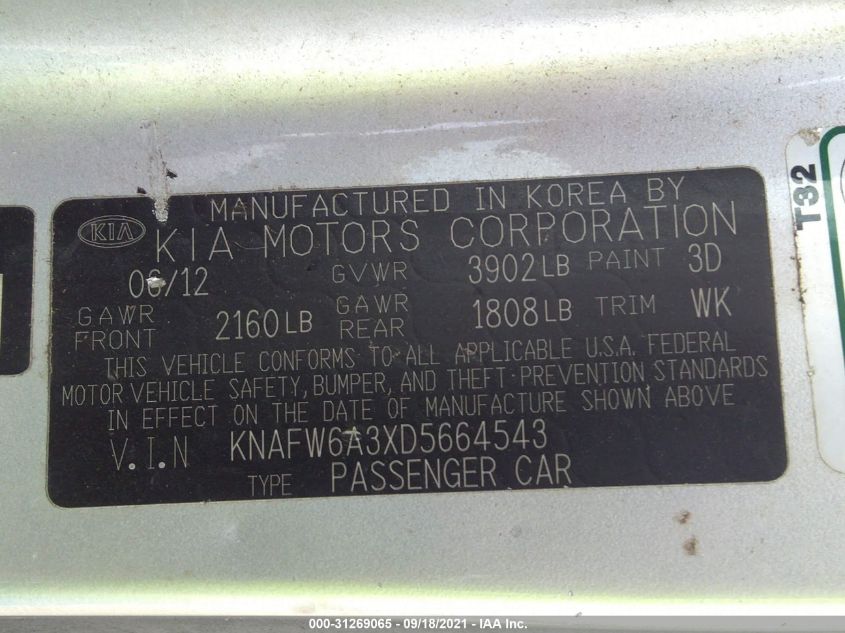 MANUFACTURED IN KOREA BY
KIA KIA MOTORS CORPORATION
06/12 GVWR 3902LB PAINT 3D
GAWR FRONT 2160LB GAWR REAR 1808LB TRIM WK
THIS VEHICLE CONFORMS TO ALL APPLICABLE U.S.A. FEDERAL
MOTOR VEHICLE SAFETY, BUMPER, AND THEFT-PREVENTION STANDARDS
IN EFFECT ON THE DATE OF MANUFACTURE SHOWN ABOVE
V.I.N KNAFW6A3XD5664543
TYPE PASSENGER CAR
T32
000-31269065 - 09/18/2021 - IAA Inc.